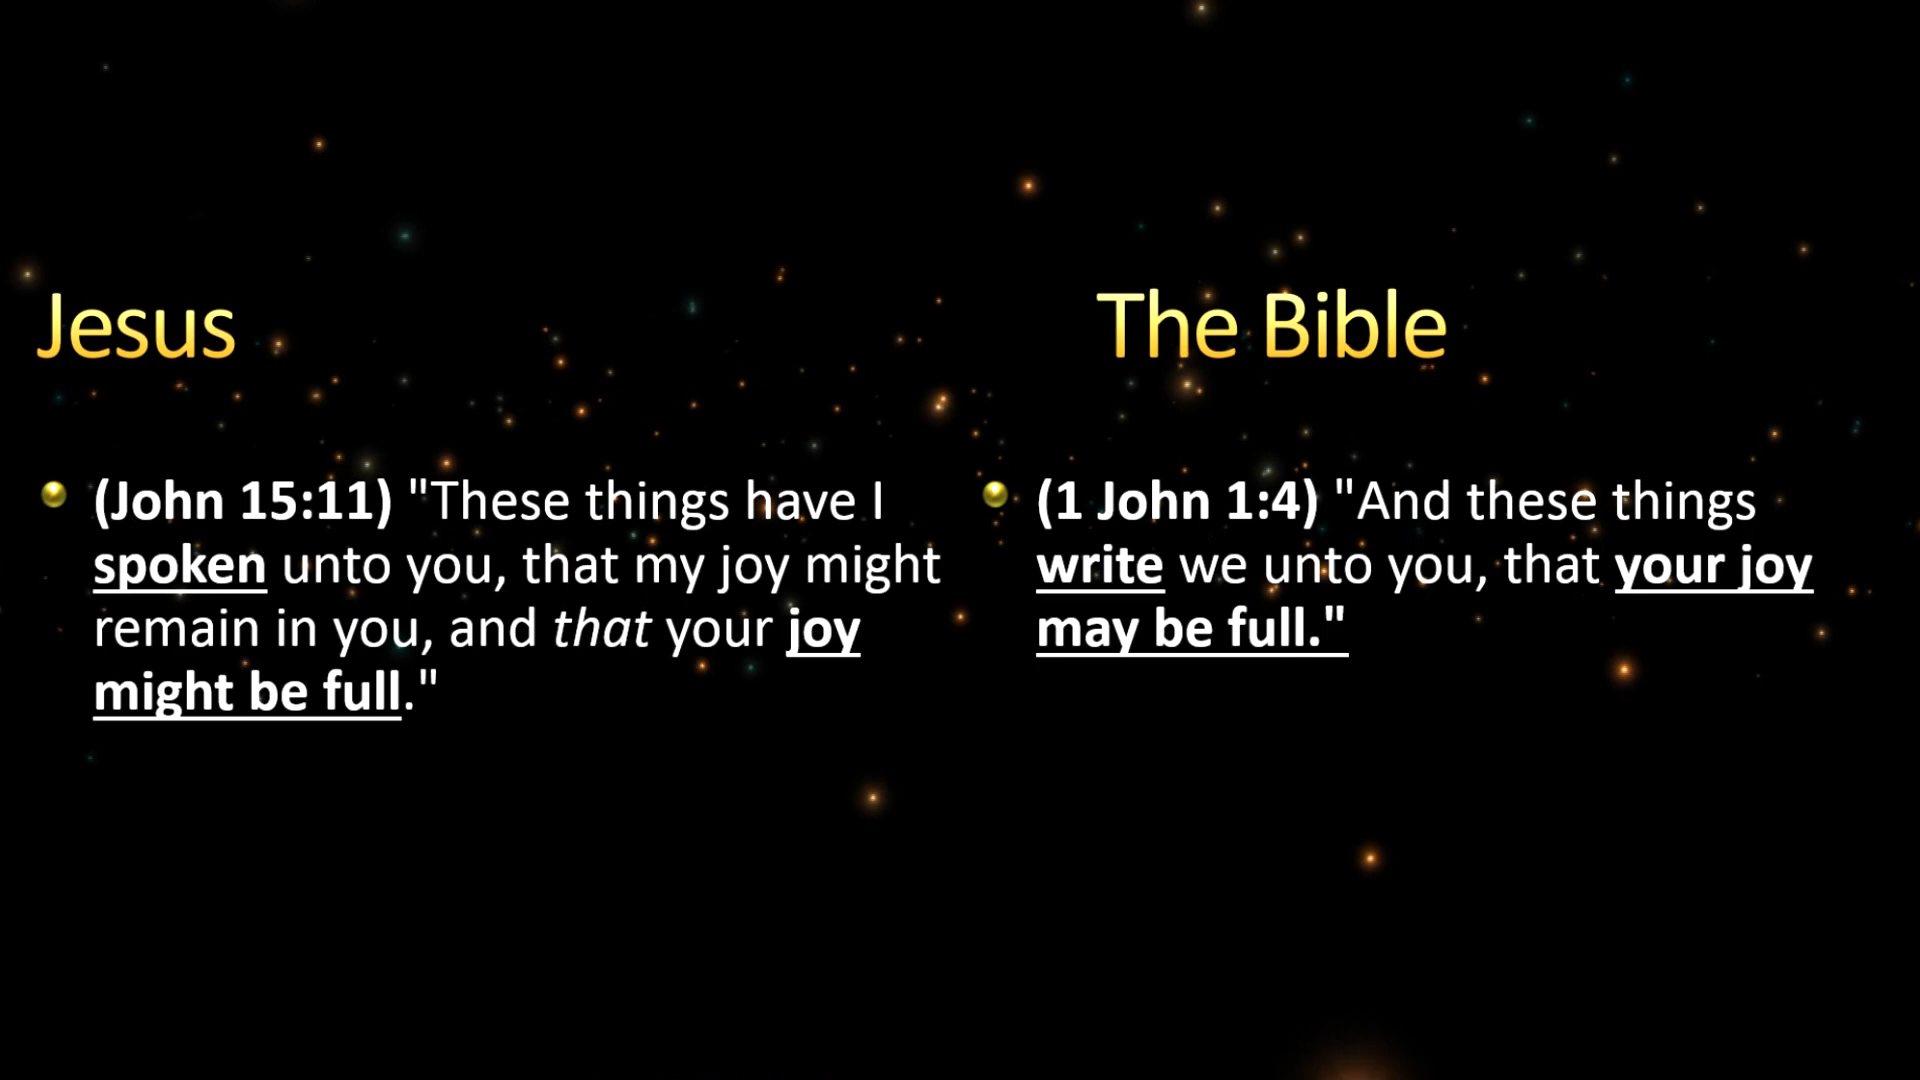 Jesus
(John 15:11) "These things have I
spoken unto you, that my joy might
remain in you, and that your joy
might be full."
The Bible
(1 John 1:4) "And these things
write we unto you, that your joy
may be full."